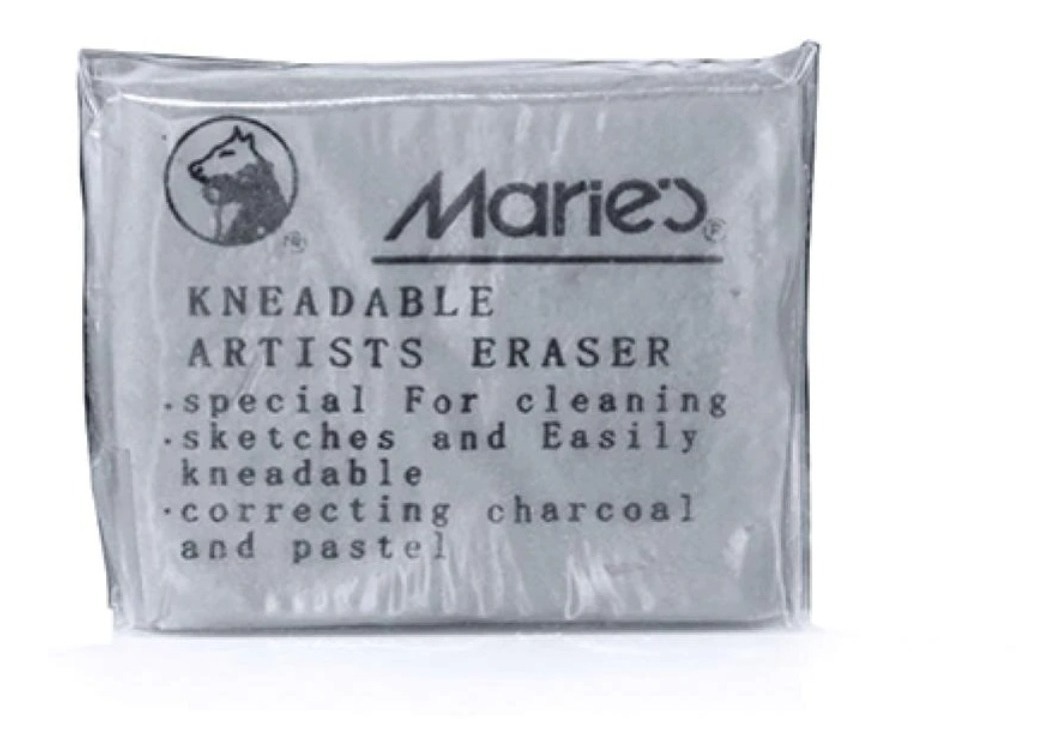 Marie's
KNEADABLE
ARTISTS ERASER
·special For cleaning
·sketches and Easily
kneadable
·correcting charcoal
and pastel